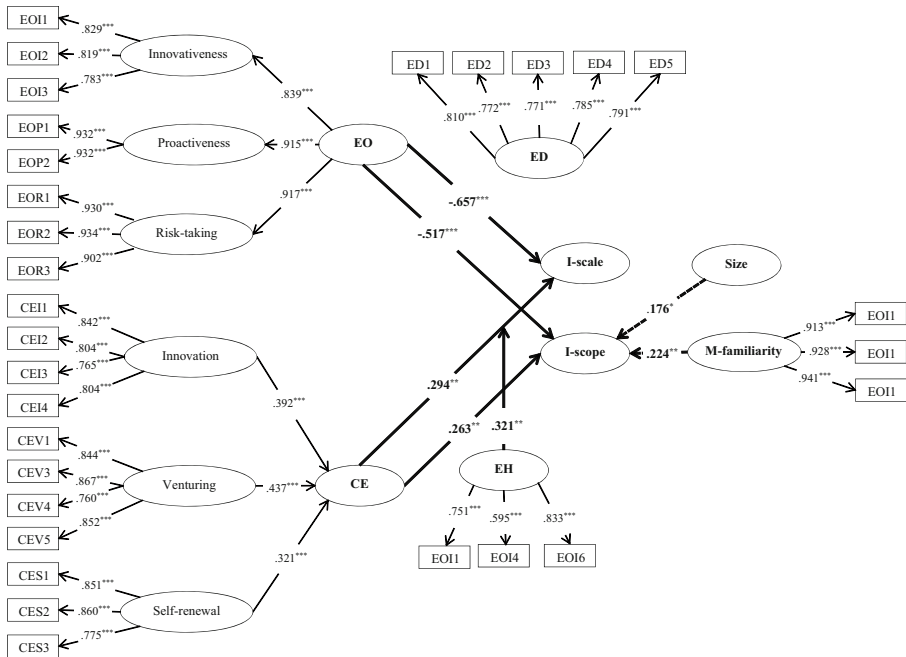 EOI1
.829***
EOI2
.819***
EOI3
.783***
Innovativeness
EOP1
.932***
EOP2
.932***
Proactiveness
EOR1
.930***
EOR2
.934***
EOR3
.902***
Risk-taking
.839***
.915***
.917***
EO
ED1
ED2
ED3
ED4
ED5
.810***
.772***
.771***
.785***
.791***
ED
-.657***
-.517***
I-scale
I-scope
Size
.176*
M-familiarity
.224**
.913***
.928***
.941***
EOI1
EOI1
EOI1
CEI1
.842***
CEI2
.804***
CEI3
.765***
CEI4
.804***
Innovation
.392***
CEV1
.844***
CEV3
.867***
CEV4
.760***
CEV5
.852***
Venturing
.437***
CE
.294**
.263**
.321**
EH
.751***
.595***
.833***
EOI1
EOI4
EOI6
CES1
.851***
CES2
.860***
CES3
.775***
Self-renewal
.321***